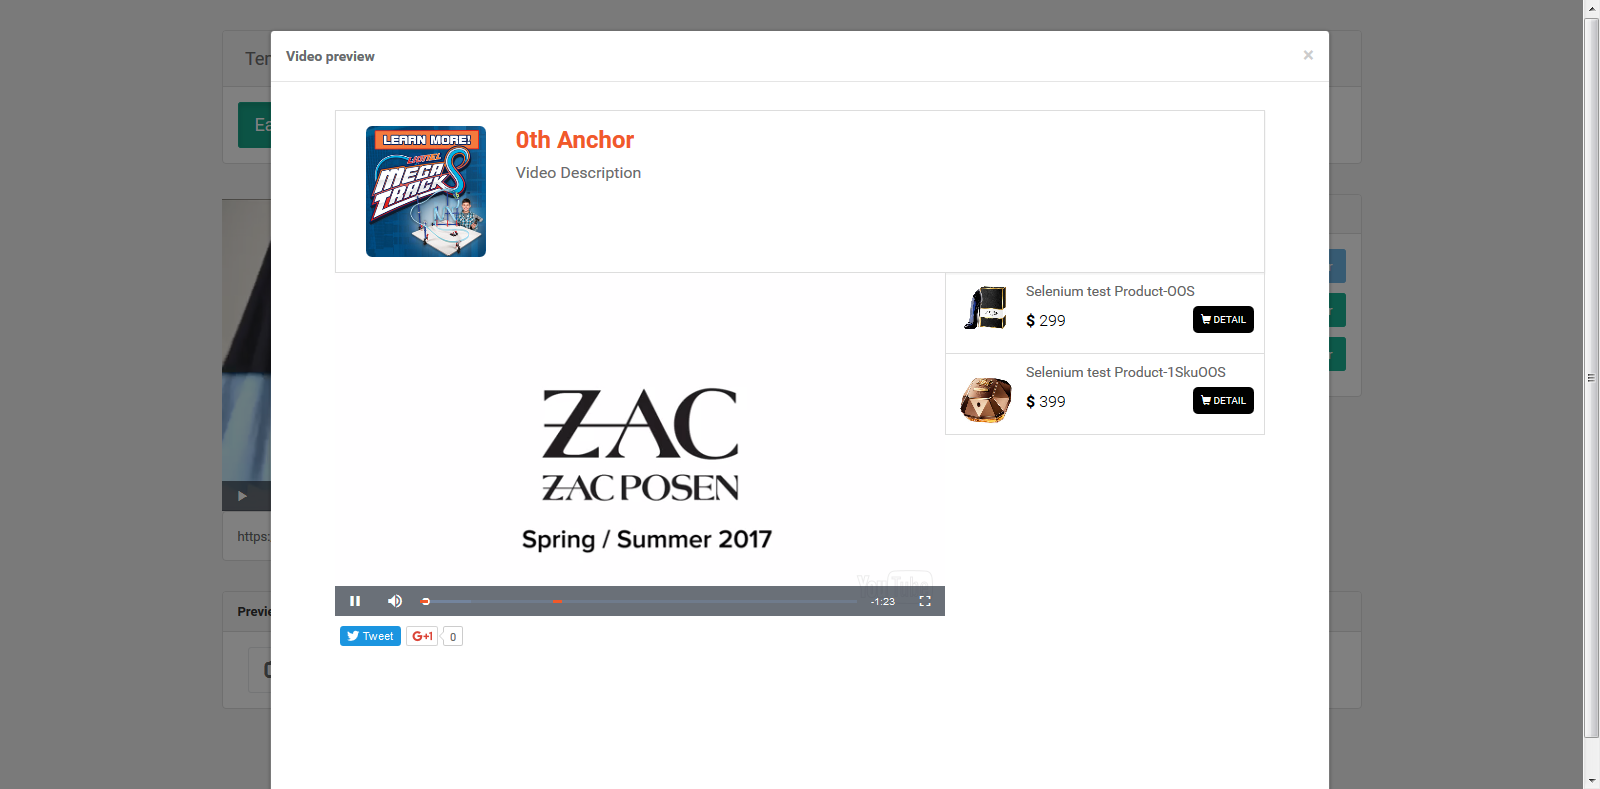 Video preview
×
Ter
Ea
LEARN MORE!
MEGA
TRACKS
0th Anchor
Video Description
Selenium test Product-OOS
$ 299
DETAIL
Selenium test Product-1SkuOOS
$ 399
DETAIL
ZAC
ZAC POSEN
Spring / Summer 2017
YouTube
-1:23
https:
Previe
Tweet
G+1
0